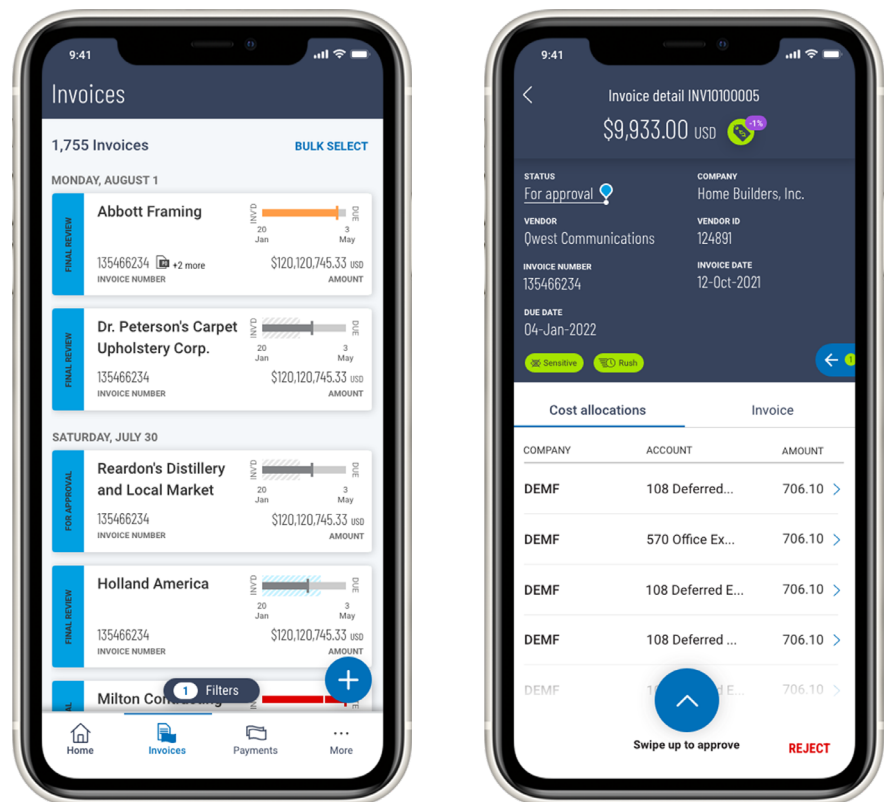 9:41
Invoices
1,755 Invoices
BULK SELECT
MONDAY, AUGUST 1
FINAL REVIEW
Abbott Framing
INV'D
DUE
20 Jan
3 May
135466234 +2 more
$120,120,745.33 USD
INVOICE NUMBER
AMOUNT
FINAL REVIEW
Dr. Peterson's Carpet
Upholstery Corp.
INV'D
DUE
20 Jan
3 May
135466234
$120,120,745.33 USD
INVOICE NUMBER
AMOUNT
SATURDAY, JULY 30
FOR APPROVAL
Reardon's Distillery
and Local Market
INV'D
DUE
20 Jan
3 May
135466234
$120,120,745.33 USD
INVOICE NUMBER
AMOUNT
FINAL REVIEW
Holland America
INV'D
DUE
20 Jan
3 May
135466234
$120,120,745.33 USD
INVOICE NUMBER
AMOUNT
Milton
1 Filters
Home
Invoices
Payments
More
9:41
Invoice detail INV10100005
$9,933.00 USD
-1%
STATUS
For approval
COMPANY
Home Builders, Inc.
VENDOR
Qwest Communications
VENDOR ID
124891
INVOICE NUMBER
135466234
INVOICE DATE
12-Oct-2021
DUE DATE
04-Jan-2022
Sensitive
Rush
1
Cost allocations
Invoice
COMPANY ACCOUNT AMOUNT
DEMF 108 Deferred... 706.10
DEMF 570 Office Ex... 706.10
DEMF 108 Deferred E... 706.10
DEMF 108 Deferred ... 706.10
DEMF 706.10
Swipe up to approve
REJECT